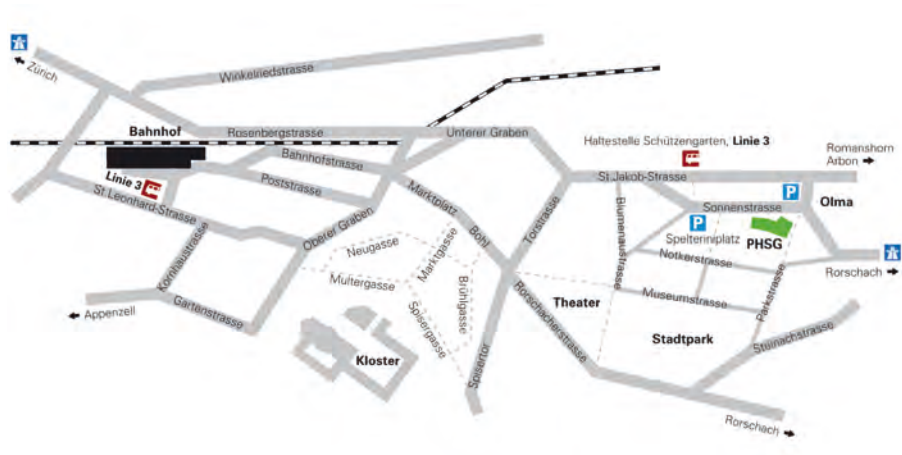 Zürich
Winkelriedstrasse
Bahnhof
Rosenbergstrasse
Unterer Graben
Haltestelle Schützengarten, Linie 3
Romanshorn
Arbon
Bahnhofstrasse
Linie 3
Poststrasse
St.Leonhard-Strasse
Oberer Graben
Marktplatz
Bohl
Torstrasse
St.Jakob-Strasse
Blumenaustrasse
P
Sonnenstrasse
Olma
P
Spelteriniplatz
PHSG
Notkerstrasse
Rorschach
Kornhausstrasse
Neugasse
Marktgasse
Multergasse
Brühlgasse
Spisergasse
Gartenstrasse
Appenzell
Kloster
Spisertor
Rorschacherstrasse
Theater
Museumstrasse
Parkstrasse
Stadtpark
Steinachstrasse
Rorschach